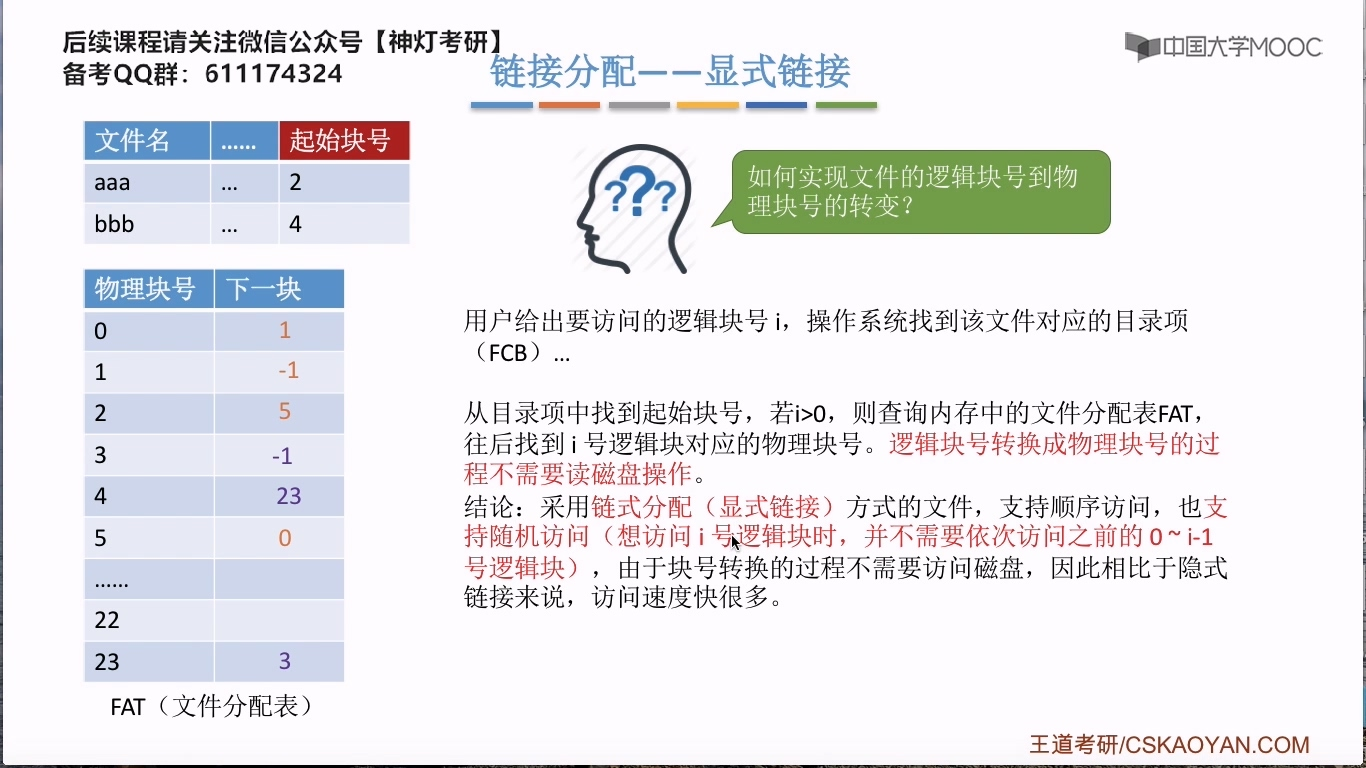 后续课程请关注微信公众号【神灯考研】
备考QQ群：611174324
中国大学MOOC
链接分配——显式链接
文件名 …… 起始块号
aaa … 2
bbb … 4
???
如何实现文件的逻辑块号到物
理块号的转变？
物理块号 下一块
0 1
1 -1
2 5
3 -1
4 23
5 0
……
22
23 3
FAT（文件分配表）
用户给出要访问的逻辑块号 i，操作系统找到该文件对应的目录项
（FCB）…
从目录项中找到起始块号，若i>0，则查询内存中的文件分配表FAT，
往后找到 i 号逻辑块对应的物理块号。逻辑块号转换成物理块号的过
程不需要读磁盘操作。
结论：采用链式分配（显式链接）方式的文件，支持顺序访问，也支
持随机访问（想访问 i 号逻辑块时，并不需要依次访问之前的 0 ~ i-1
号逻辑块），由于块号转换的过程不需要访问磁盘，因此相比于隐式
链接来说，访问速度快很多。
王道考研/CSKAOYAN.COM